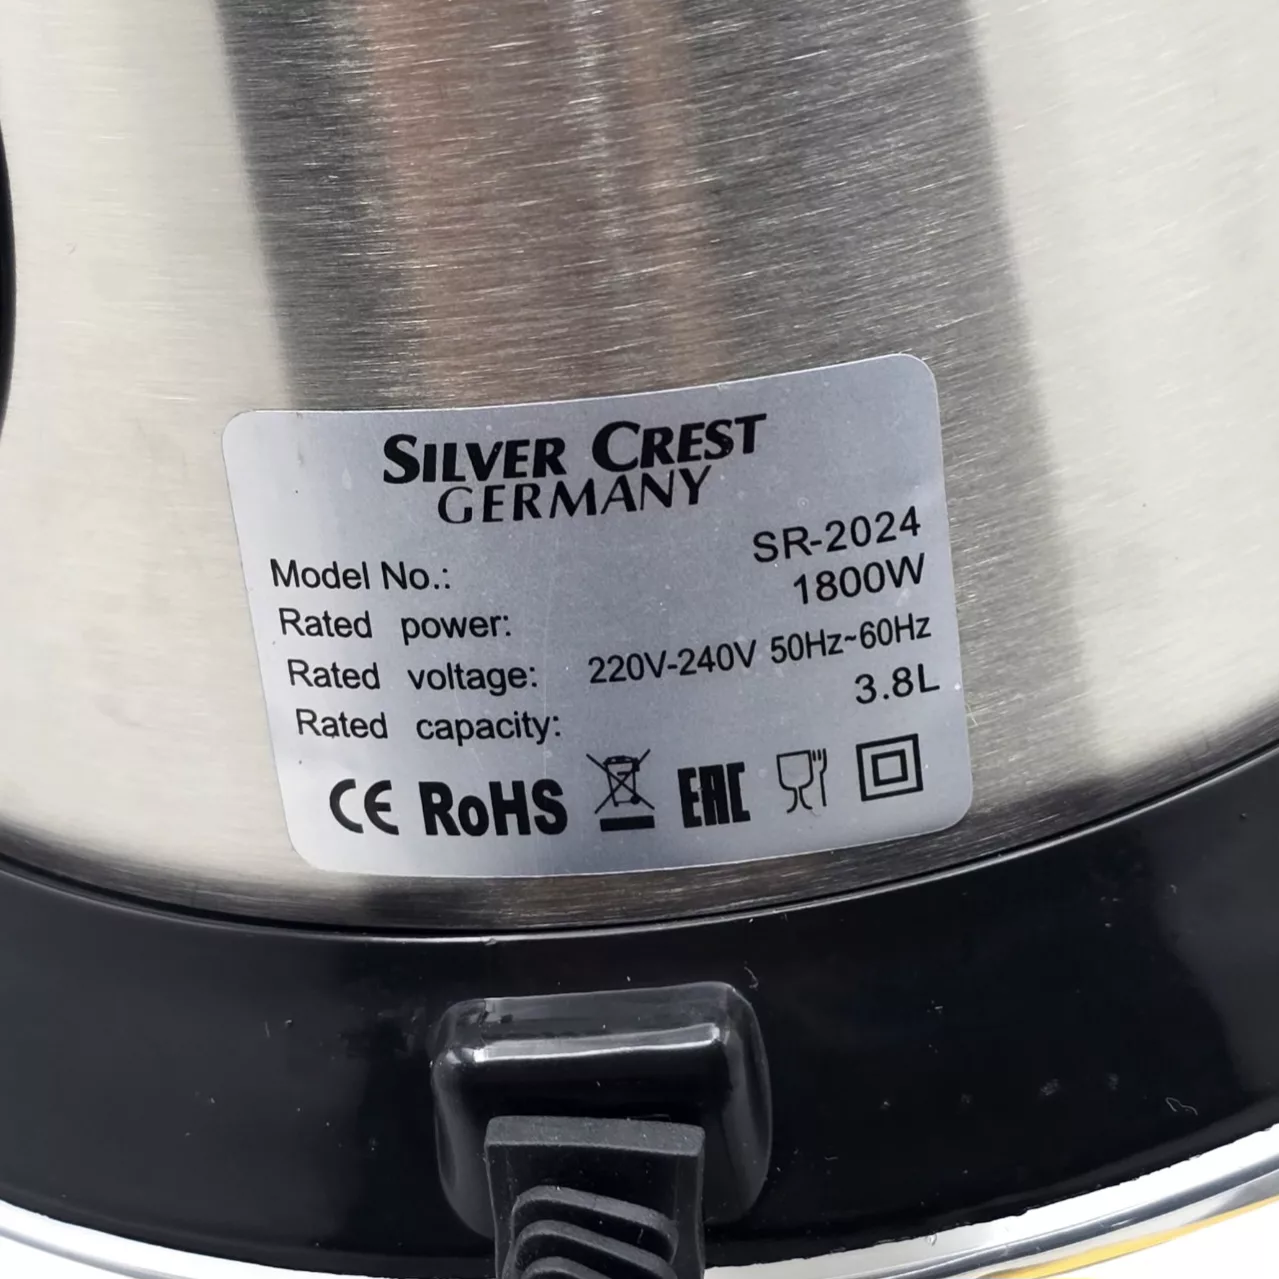 SILVER CREST
GERMANY
Model No.: SR-2024
Rated power: 1800W
Rated voltage: 220V-240V 50Hz~60Hz
Rated capacity: 3.8L
CE RoHS EAC